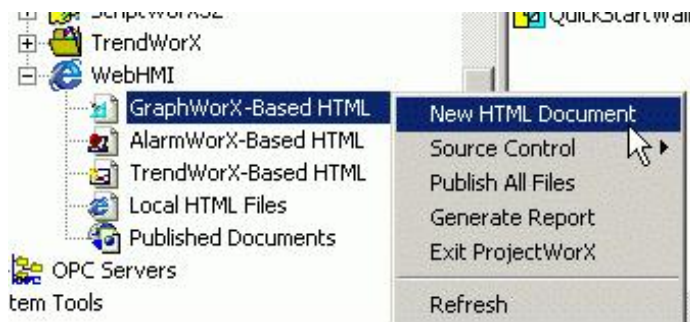 TrendWorX
WebHMI
GraphWorX-Based HTML
AlarmWorX-Based HTML
TrendWorX-Based HTML
Local HTML Files
Published Documents
OPC Servers
tem Tools
New HTML Document
Source Control
Publish All Files
Generate Report
Exit ProjectWorX
Refresh